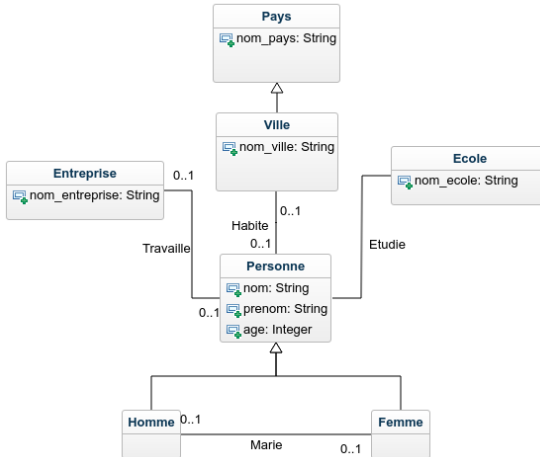 Pays
nom_pays: String
Ville
nom_ville: String
Entreprise
nom_entreprise: String
0..1
Ecole
nom_ecole: String
0..1
Habite
0..1
Travaille
Etudie
Personne
nom: String
prenom: String
age: Integer
0..1
Homme
0..1
Femme
Marie
0..1